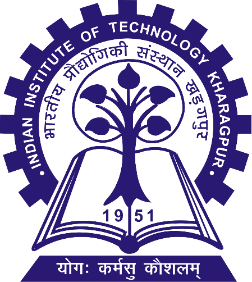 • INDIAN INSTITUTE OF TECHNOLOGY KHARAGPUR •
भारतीय प्रौद्योगिकी संस्थान खड़गपुर
1951
योगः कर्मसु कौशलम्